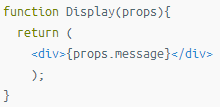 function Display(props){
  return (
    <div>{props.message}</div>
    );
}